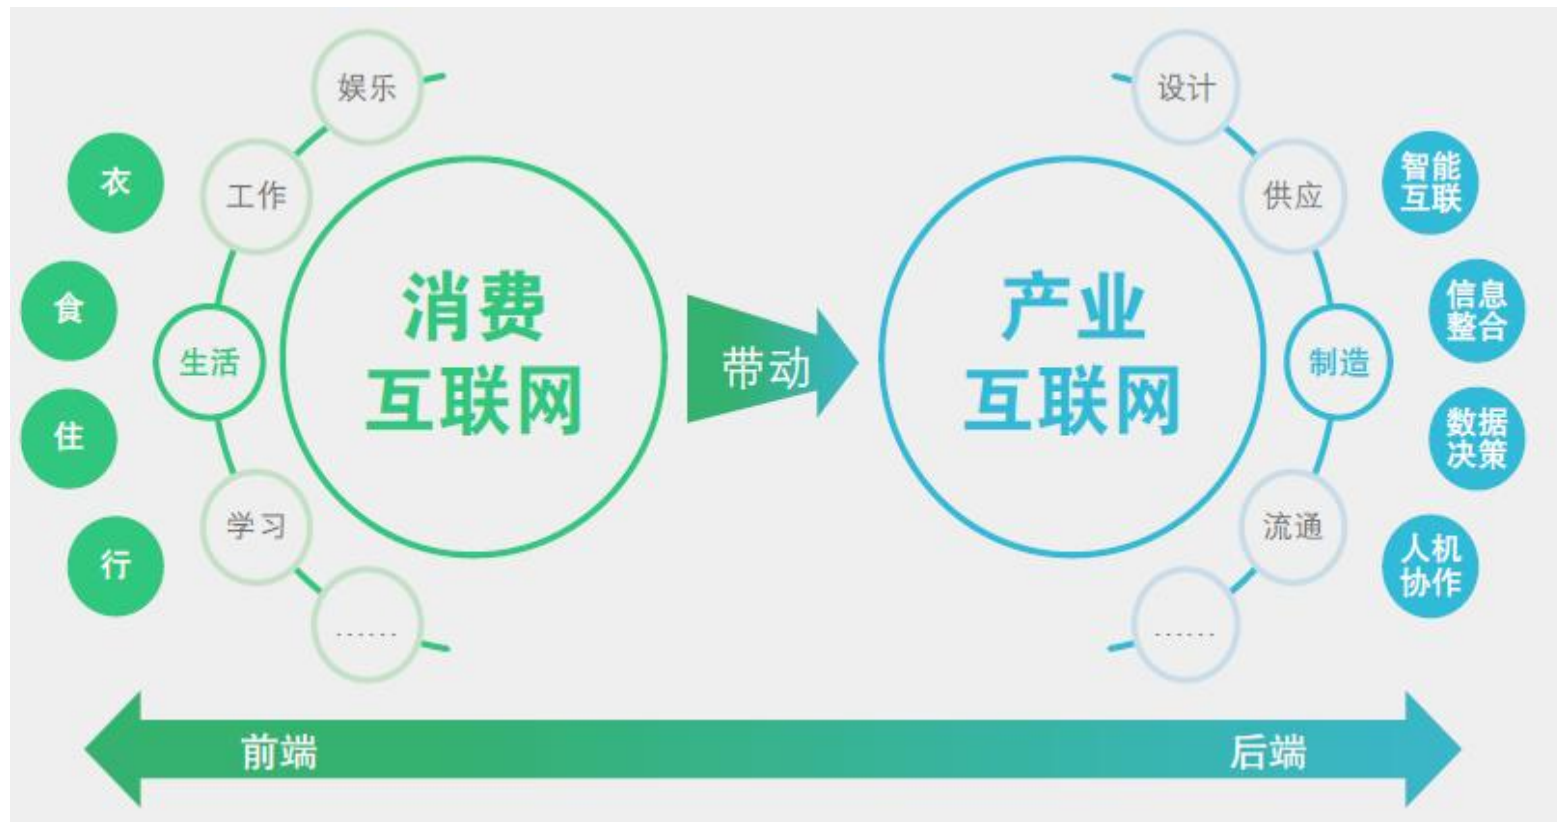 娱乐
工作
生活
学习
......
衣
食
住
行
消费
互联网
带动
产业
互联网
设计
供应
制造
流通
......
智能
互联
信息
整合
数据
决策
人机
协作
前端
后端